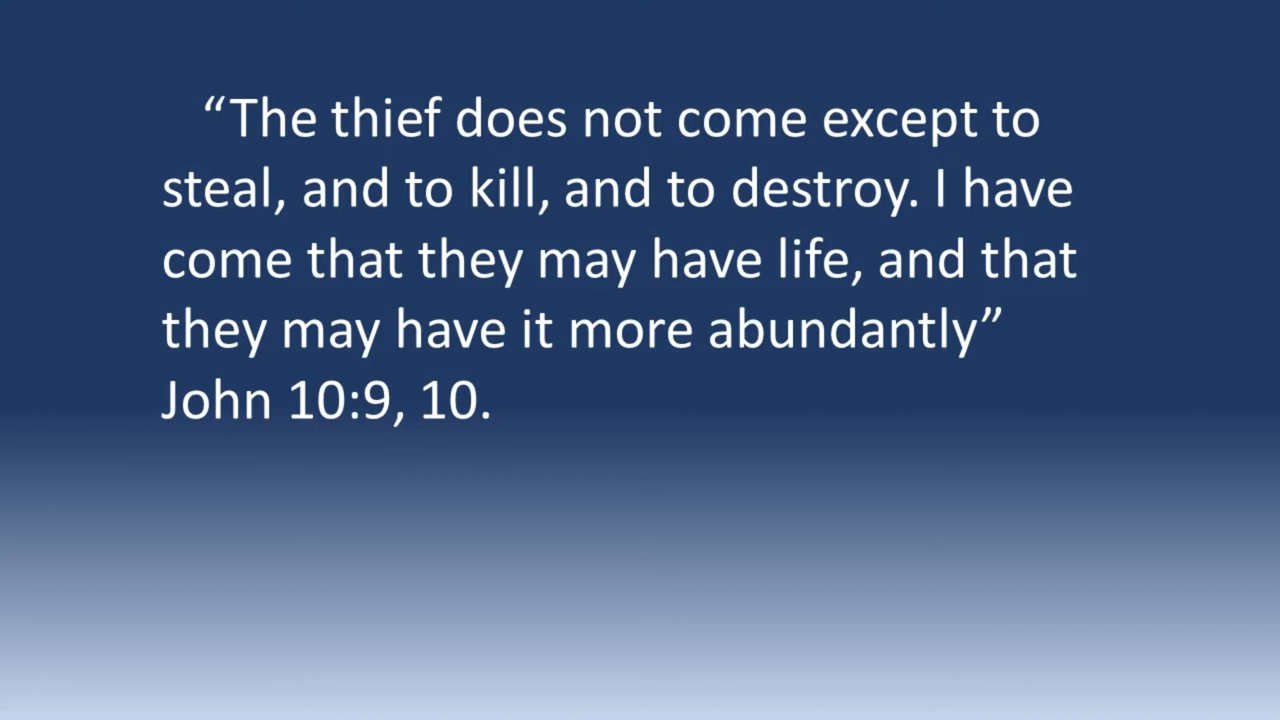 “The thief does not come except to
steal, and to kill, and to destroy. I have
come that they may have life, and that
they may have it more abundantly”
John 10:9, 10.